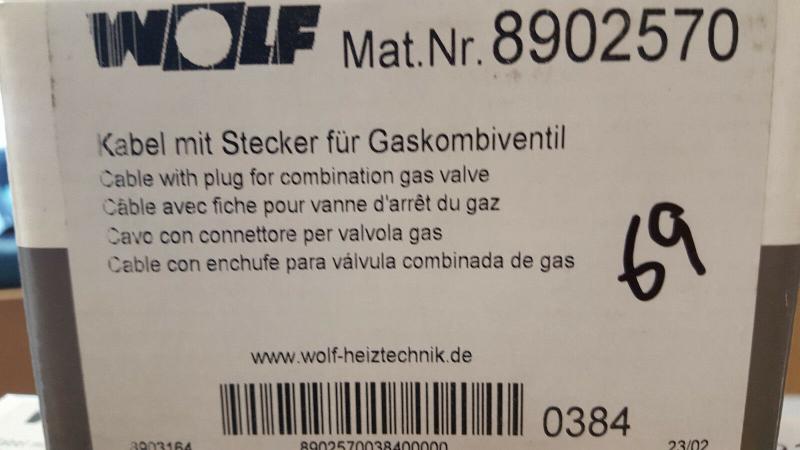 WOLF Mat.Nr. 8902570
Kabel mit Stecker für Gaskombiventil
Cable with plug for combination gas valve
Câble avec fiche pour vanne d'arrêt du gaz
Cavo con connettore per valvola gas
Cable con enchufe para válvula combinada de gas
69
www.wolf-heiztechnik.de
0384
8903164 8902570038400000 23/02